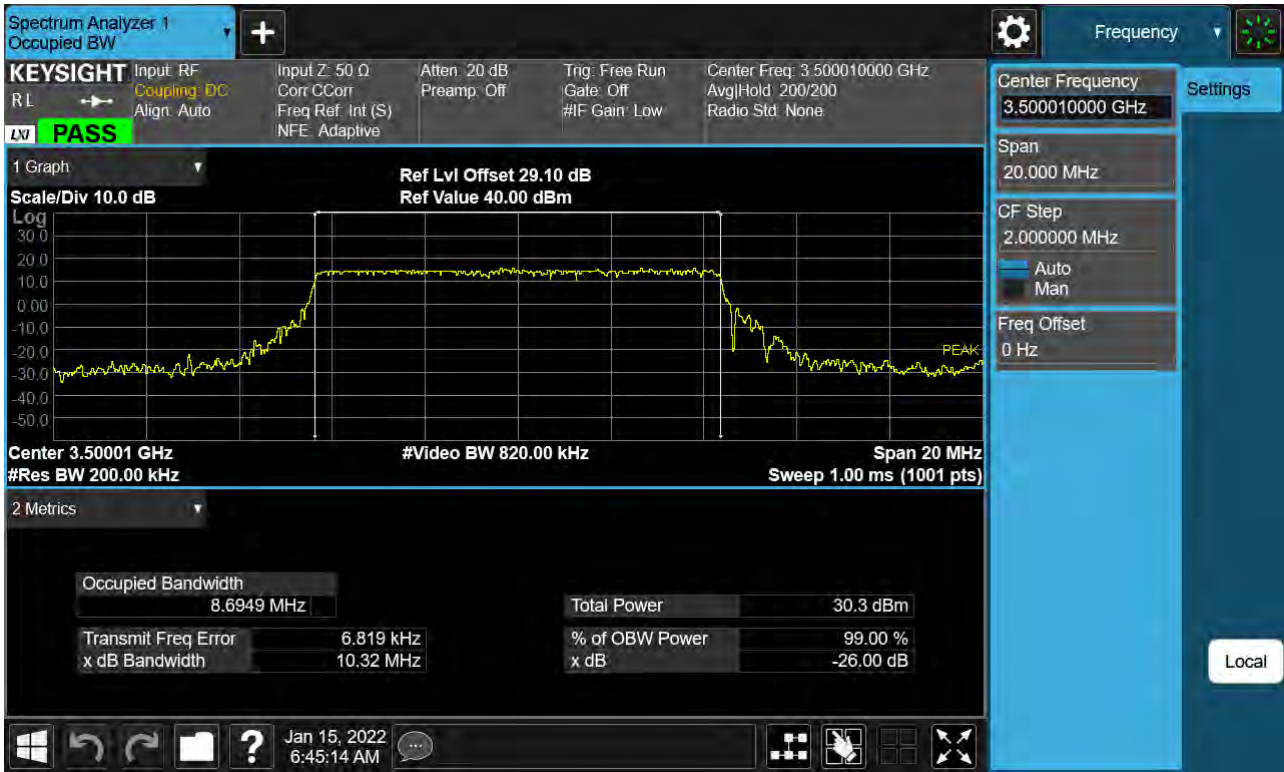 Spectrum Analyzer 1
Occupied BW
Frequency
KEYSIGHT
RL
LXI
PASS
Input: RF
Coupling: DC
Align: Auto
Input Z: 50 Ω
Corr CCorr
Freq Ref: Int (S)
NFE: Adaptive
Atten: 20 dB
Preamp: Off
Trig: Free Run
Gate: Off
#IF Gain: Low
Center Freq: 3.500010000 GHz
Avg|Hold: 200/200
Radio Std: None
Center Frequency
3.500010000 GHz
Settings
Span
20.000 MHz
CF Step
2.000000 MHz
Auto
Man
Freq Offset
0 Hz
Local
1 Graph
Scale/Div 10.0 dB
Ref Lvl Offset 29.10 dB
Ref Value 40.00 dBm
Log
30.0
20.0
10.0
0.00
-10.0
-20.0
-30.0
-40.0
-50.0
PEAK
Center 3.50001 GHz
#Video BW 820.00 kHz
Span 20 MHz
#Res BW 200.00 kHz
Sweep 1.00 ms (1001 pts)
2 Metrics
Occupied Bandwidth
8.6949 MHz
Total Power 30.3 dBm
Transmit Freq Error 6.819 kHz
% of OBW Power 99.00 %
x dB Bandwidth 10.32 MHz
x dB -26.00 dB
Jan 15, 2022
6:45:14 AM